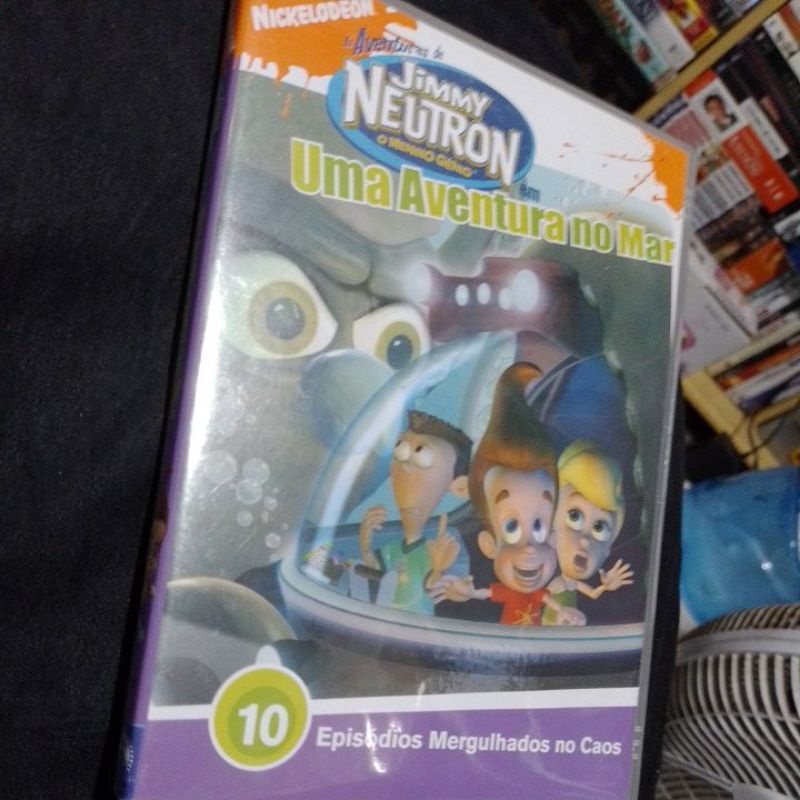 NICKELODEON
As Aventuras de
JIMMY
NEUTRON
O MENINO GÊNIO
em
Uma Aventura no Mar
10
Episódios Mergulhados no Caos